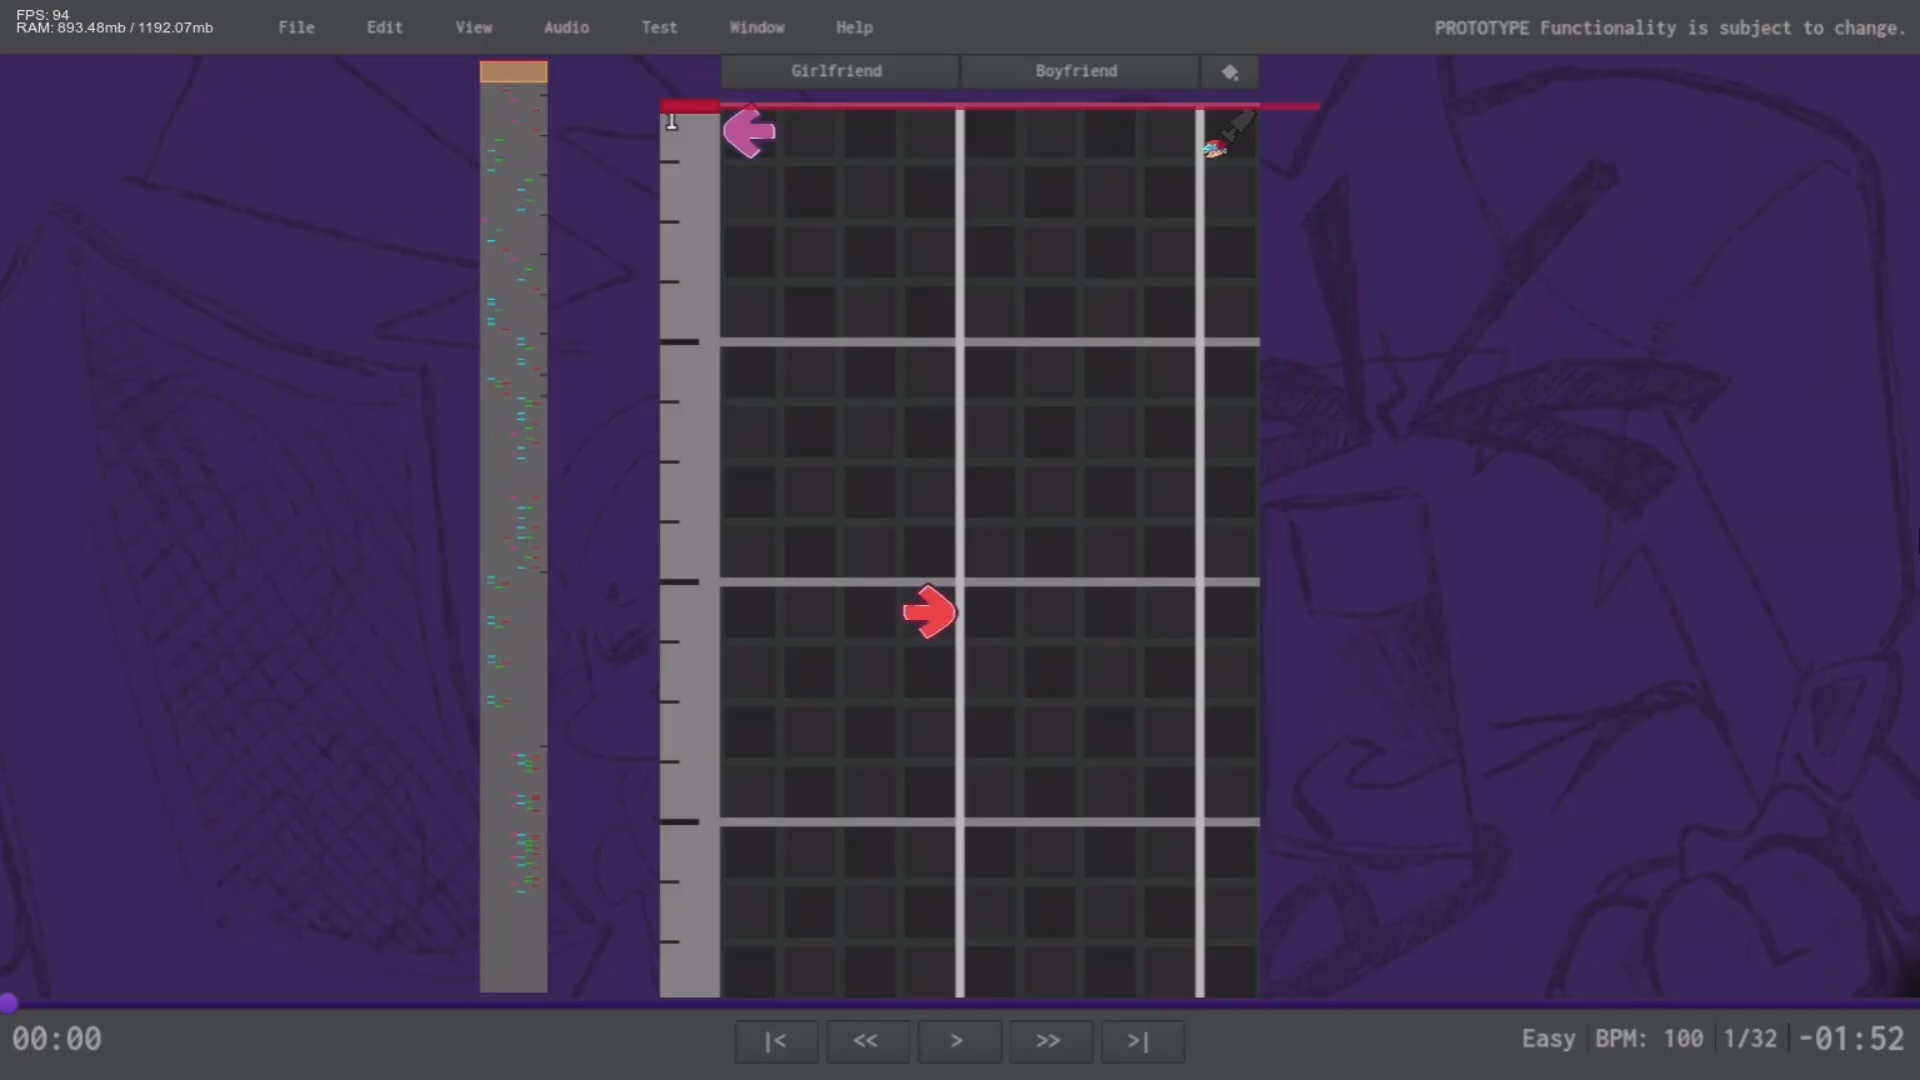 FPS: 94
RAM: 893.48mb / 1192.07mb
File Edit View Audio Test Window Help
PROTOTYPE Functionality is subject to change.
Girlfriend Boyfriend
1
00:00
|< << > >> >|
Easy BPM: 100 1/32 -01:52